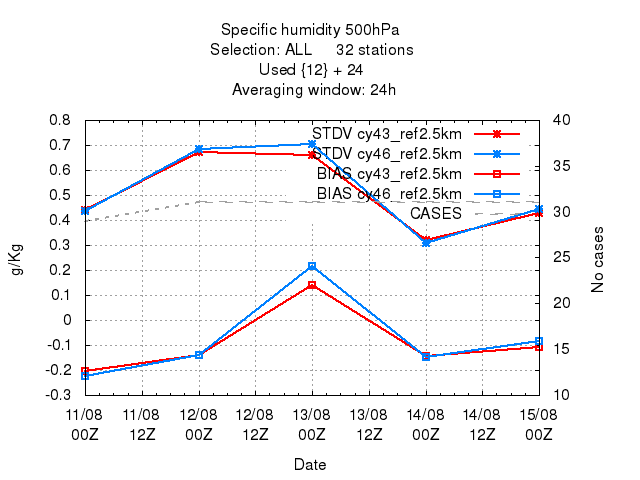 Specific humidity 500hPa
Selection: ALL 32 stations
Used {12} + 24
Averaging window: 24h
0.8
0.7
0.6
0.5
0.4
0.3
0.2
0.1
0
-0.1
-0.2
-0.3
g/Kg
STDV cy43_ref2.5km
STDV cy46_ref2.5km
BIAS cy43_ref2.5km
BIAS cy46_ref2.5km
CASES
40
35
30
25
20
15
10
No cases
11/08 11/08 12/08 12/08 13/08 13/08 14/08 14/08 15/08
00Z 12Z 00Z 12Z 00Z 12Z 00Z 12Z 00Z
Date